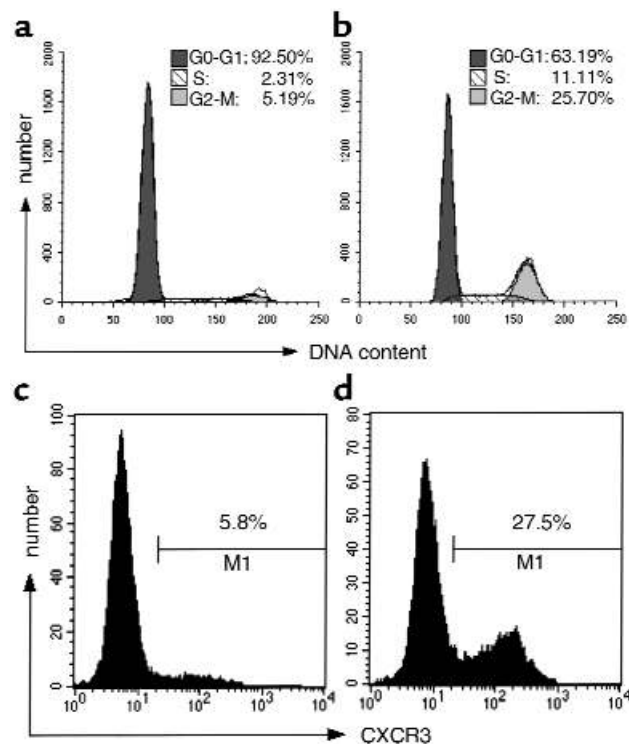 a
G0-G1: 92.50%
S: 2.31%
G2-M: 5.19%
number
2000
1600
1200
800
400
0
0 50 100 150 200 250
b
G0-G1: 63.19%
S: 11.11%
G2-M: 25.70%
2000
1600
1200
800
400
0
0 50 100 150 200 250
DNA content
c
number
100
80
60
40
20
0
5.8%
M1
10^0 10^1 10^2 10^3 10^4
d
80
70
60
50
40
30
20
10
0
27.5%
M1
10^0 10^1 10^2 10^3 10^4
CXCR3